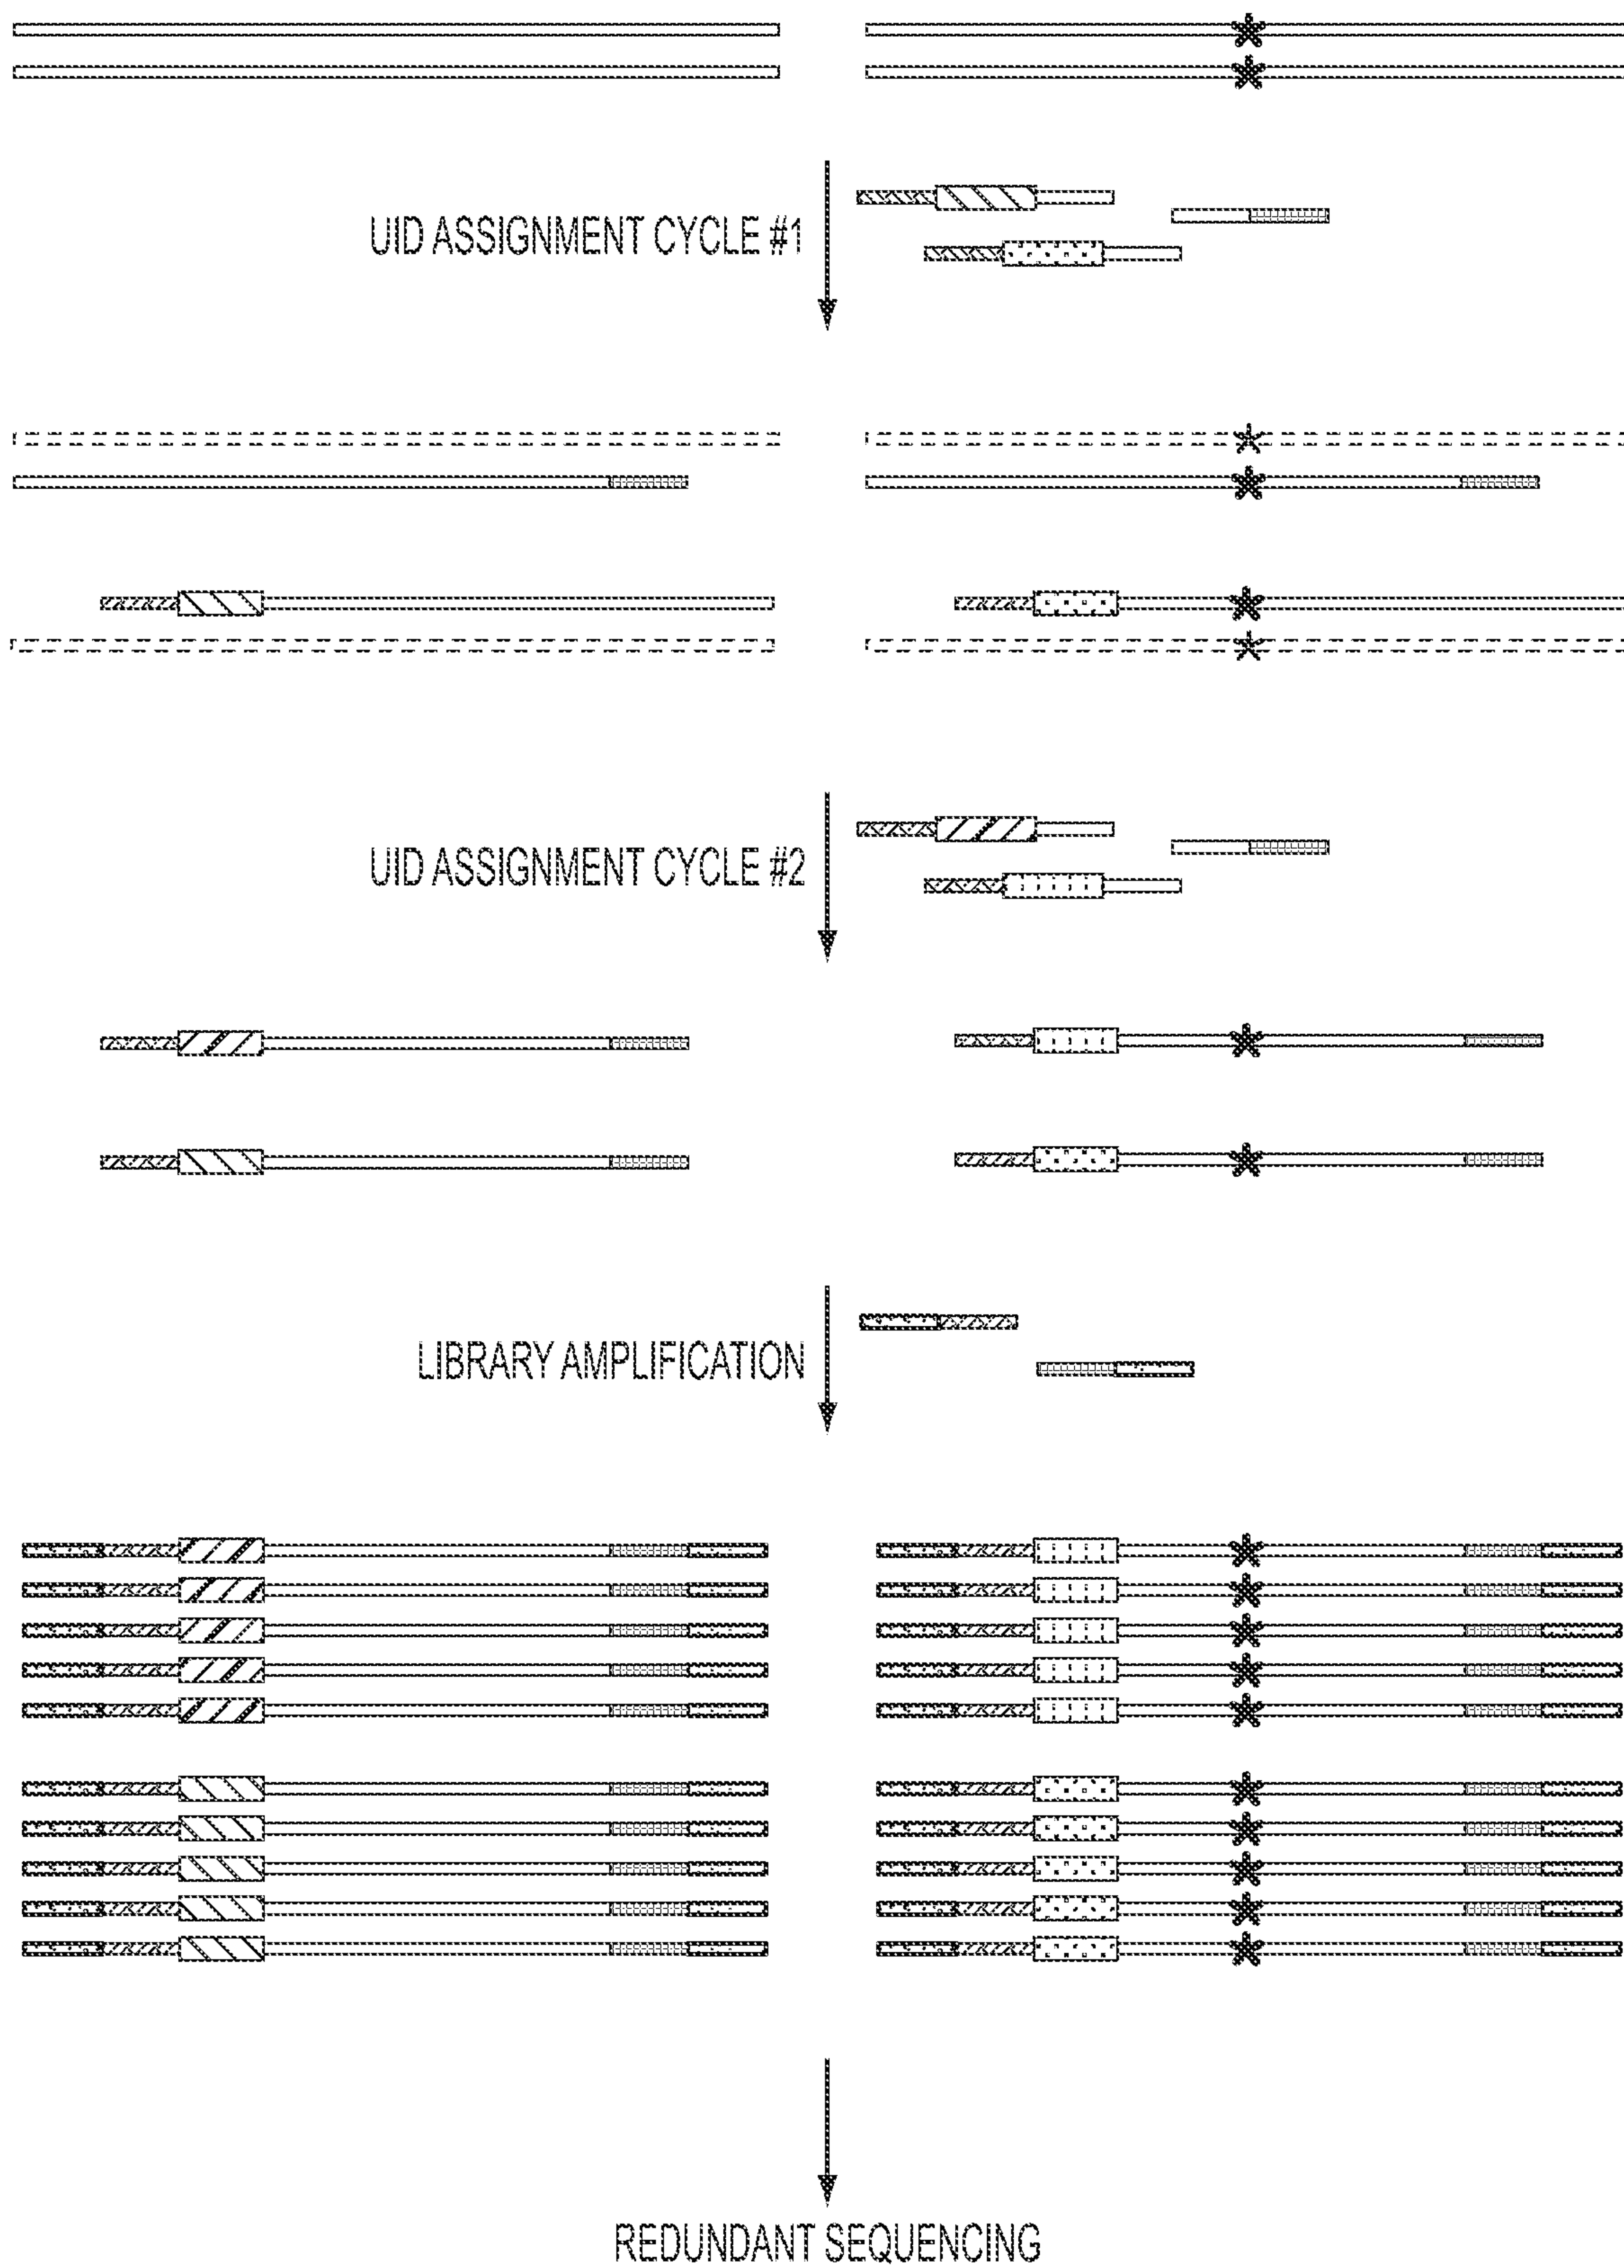 UID ASSIGNMENT CYCLE #1
UID ASSIGNMENT CYCLE #2
LIBRARY AMPLIFICATION
REDUNDANT SEQUENCING